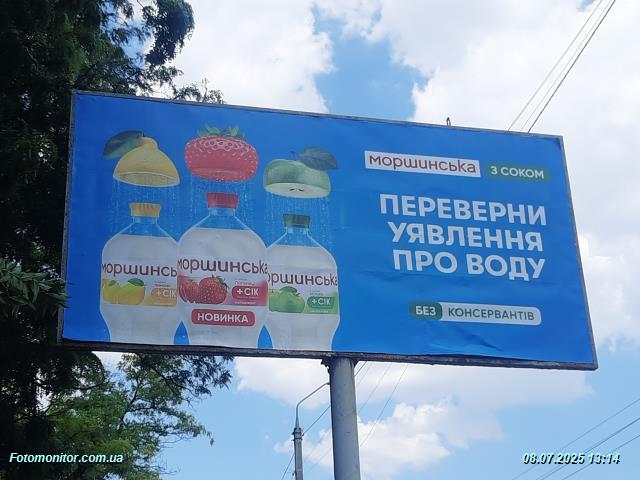 моршинська З СОКОМ
ПЕРЕВЕРНИ
УЯВЛЕННЯ
ПРО ВОДУ
БЕЗ КОНСЕРВАНТІВ
моршинськ моршинська моршинська
+СІК +СІК +СІК
НОВИНКА
Fotomonitor.com.ua 08.07.2025 13:14